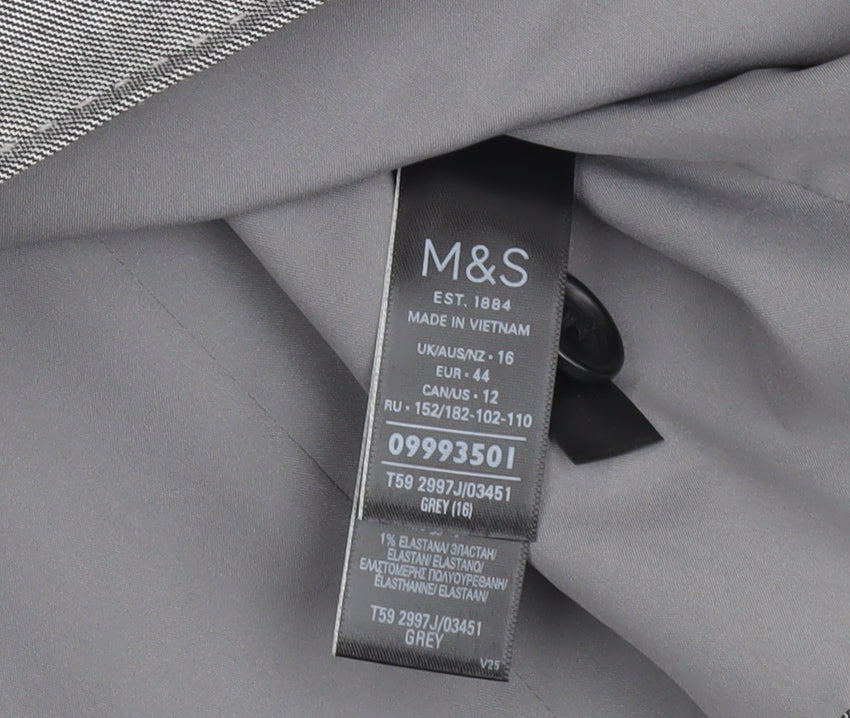 M&S
EST. 1884
MADE IN VIETNAM
UK/AUS/NZ • 16
EUR • 44
CAN/US • 12
RU • 152/182-102-110
09993501
T59 2997J/03451
GREY (16)
1% ELASTANA/ ЭЛАСТАН/
ELASTAN/ ELASTANO/
ΕΛΑΣΤΟΜΕΡΗΣ ΠΟΛΥΟΥΡΕΘΑΝΗ/
ELASTHANNE/ ELASTAAN/
T59 2997J/03451
GREY
V25